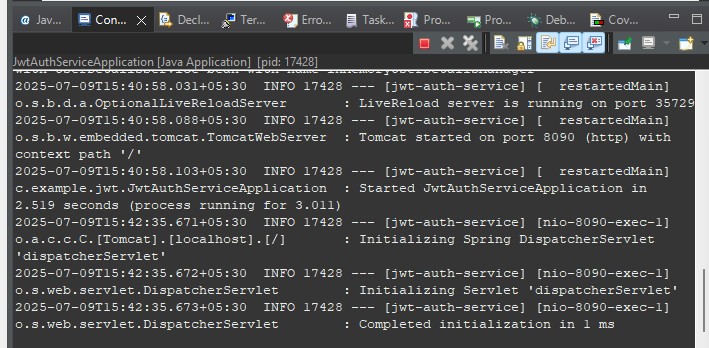 Java...
Con...
Decl...
Ter...
Erro...
Task...
Pro...
Pro...
Deb...
Cov...
JwtAuthServiceApplication [Java Application] [pid: 17428]
with UserDetailsService bean with name inMemoryUserDetailsManager
2025-07-09T15:40:58.031+05:30  INFO 17428 --- [jwt-auth-service] [  restartedMain]
o.s.b.d.a.OptionalLiveReloadServer       : LiveReload server is running on port 35729
2025-07-09T15:40:58.088+05:30  INFO 17428 --- [jwt-auth-service] [  restartedMain]
o.s.b.w.embedded.tomcat.TomcatWebServer  : Tomcat started on port 8090 (http) with
context path '/'
2025-07-09T15:40:58.103+05:30  INFO 17428 --- [jwt-auth-service] [  restartedMain]
c.example.jwt.JwtAuthServiceApplication  : Started JwtAuthServiceApplication in
2.519 seconds (process running for 3.011)
2025-07-09T15:42:35.671+05:30  INFO 17428 --- [jwt-auth-service] [nio-8090-exec-1]
o.a.c.c.C.[Tomcat].[localhost].[/]       : Initializing Spring DispatcherServlet
'dispatcherServlet'
2025-07-09T15:42:35.672+05:30  INFO 17428 --- [jwt-auth-service] [nio-8090-exec-1]
o.s.web.servlet.DispatcherServlet        : Initializing Servlet 'dispatcherServlet'
2025-07-09T15:42:35.673+05:30  INFO 17428 --- [jwt-auth-service] [nio-8090-exec-1]
o.s.web.servlet.DispatcherServlet        : Completed initialization in 1 ms